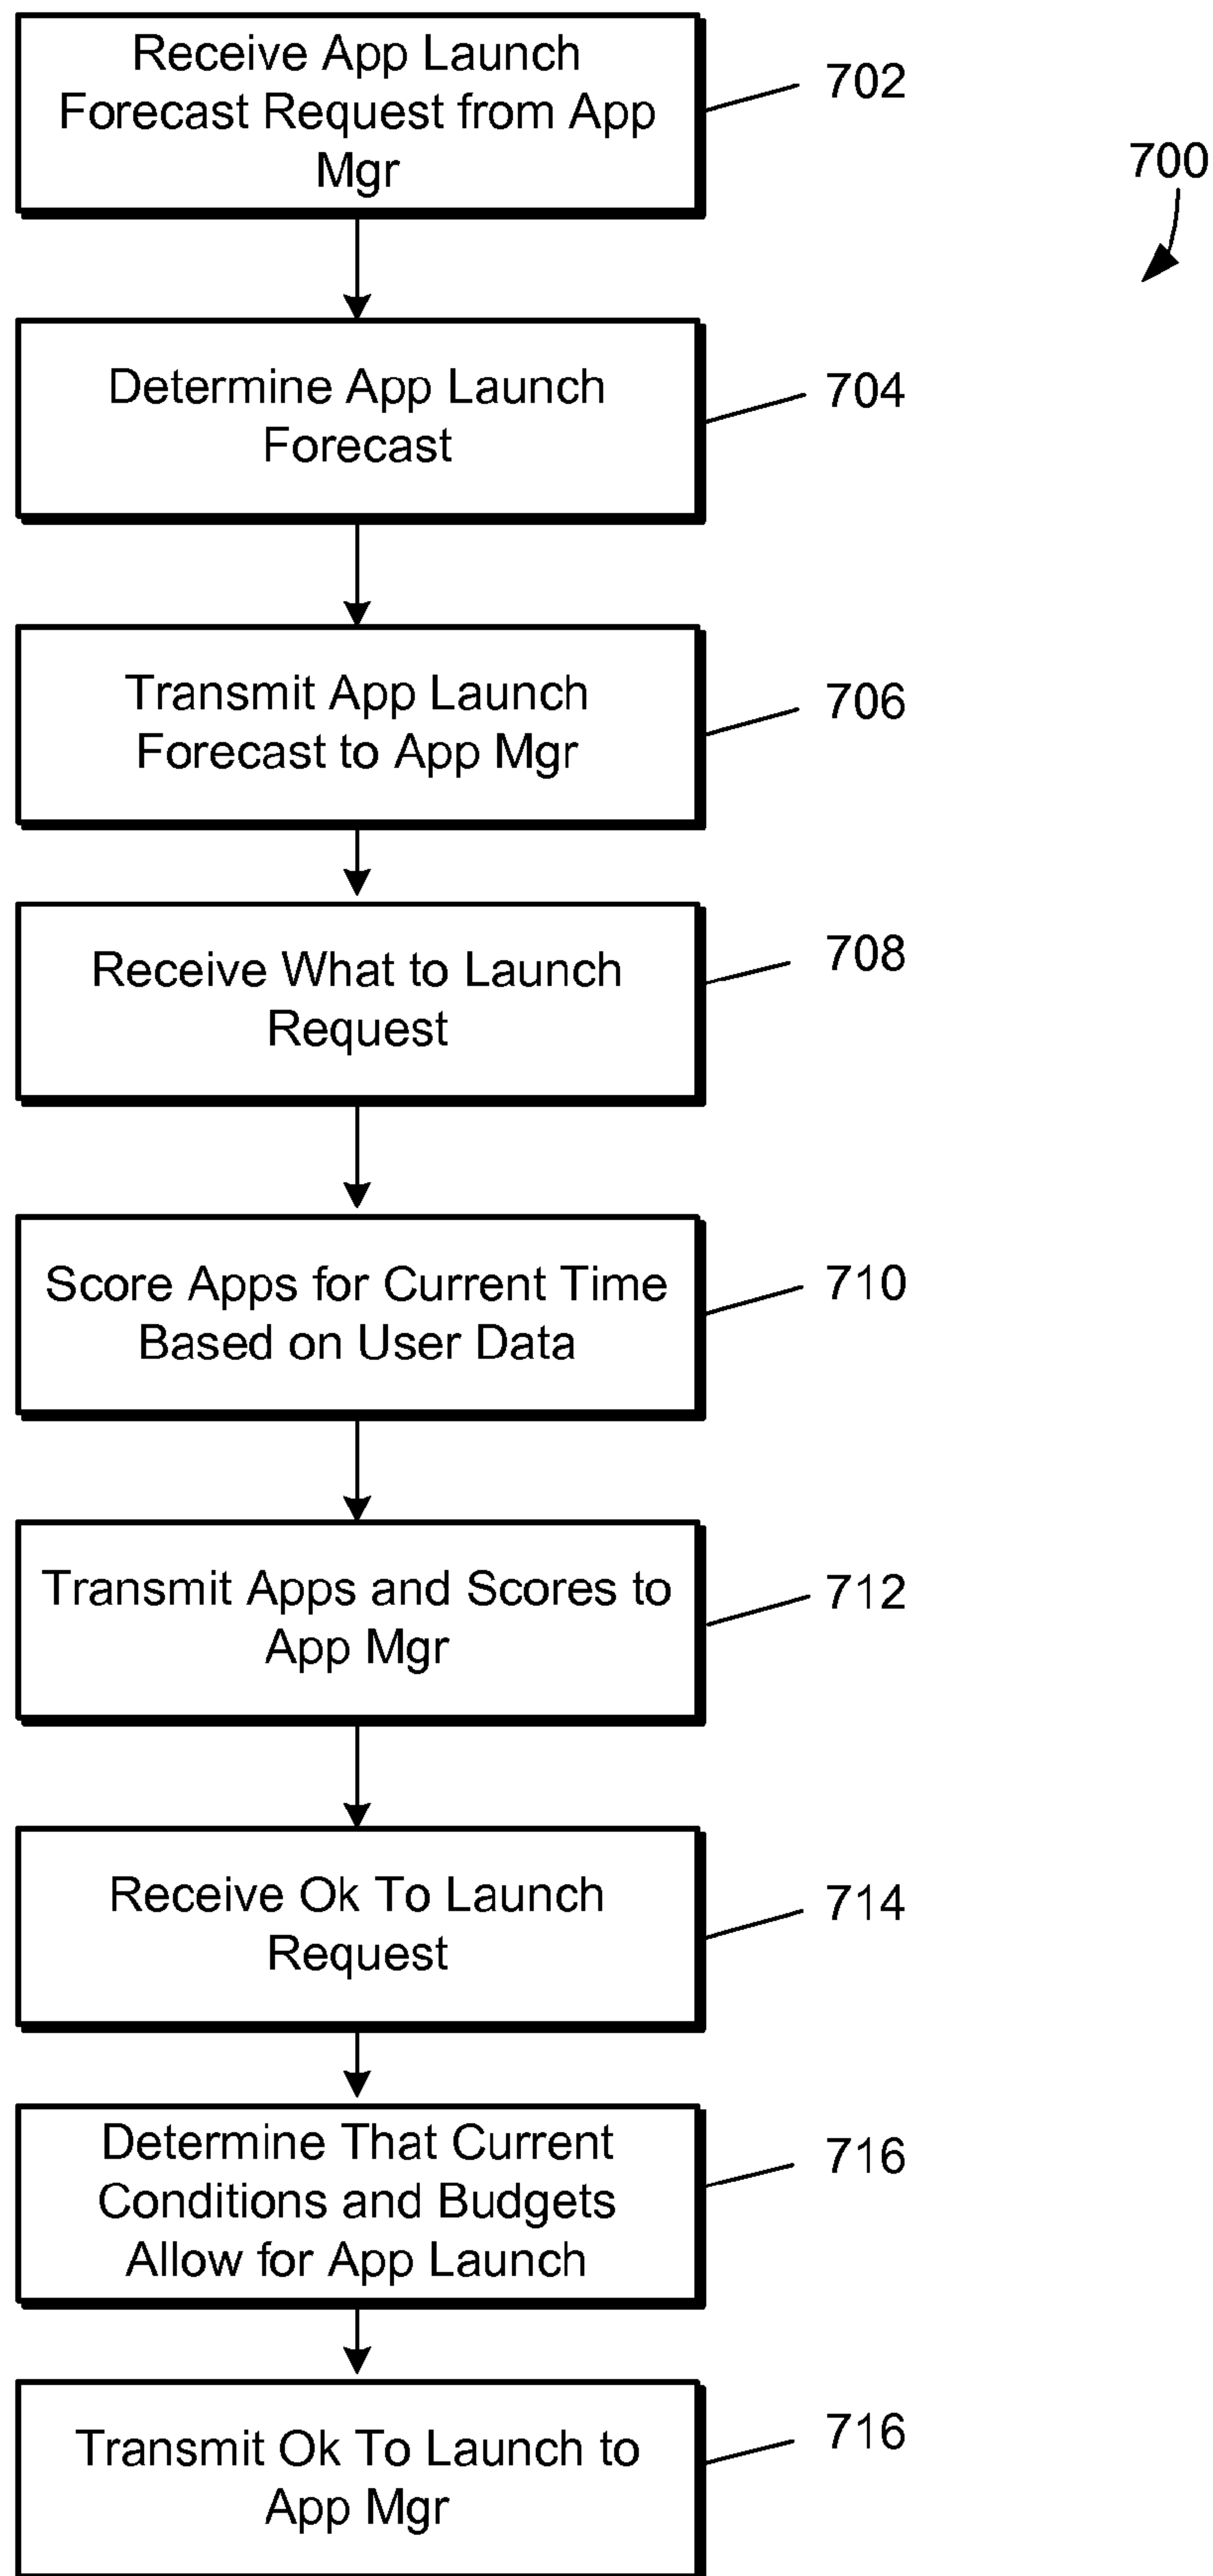 Receive App Launch
Forecast Request from App
Mgr
702
700
Determine App Launch
Forecast
704
Transmit App Launch
Forecast to App Mgr
706
Receive What to Launch
Request
708
Score Apps for Current Time
Based on User Data
710
Transmit Apps and Scores to
App Mgr
712
Receive Ok To Launch
Request
714
Determine That Current
Conditions and Budgets
Allow for App Launch
716
Transmit Ok To Launch to
App Mgr
716